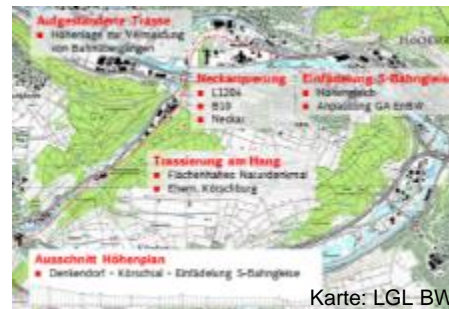 Aufgeständerte Trasse
Höhenlage zur Vermeidung
von Bahnübergängen
Neckarquerung
L1204
B10
Neckar
Einfädelung S-Bahngleise
Höhengleich
Anpassung GA EnBW
Trassierung am Hang
Flächenhaftes Naturdenkmal
Ehem. Körschburg
Ausschnitt Höhenplan
Denkendorf - Körschtal - Einfädelung S-Bahngleise
Karte: LGL BW